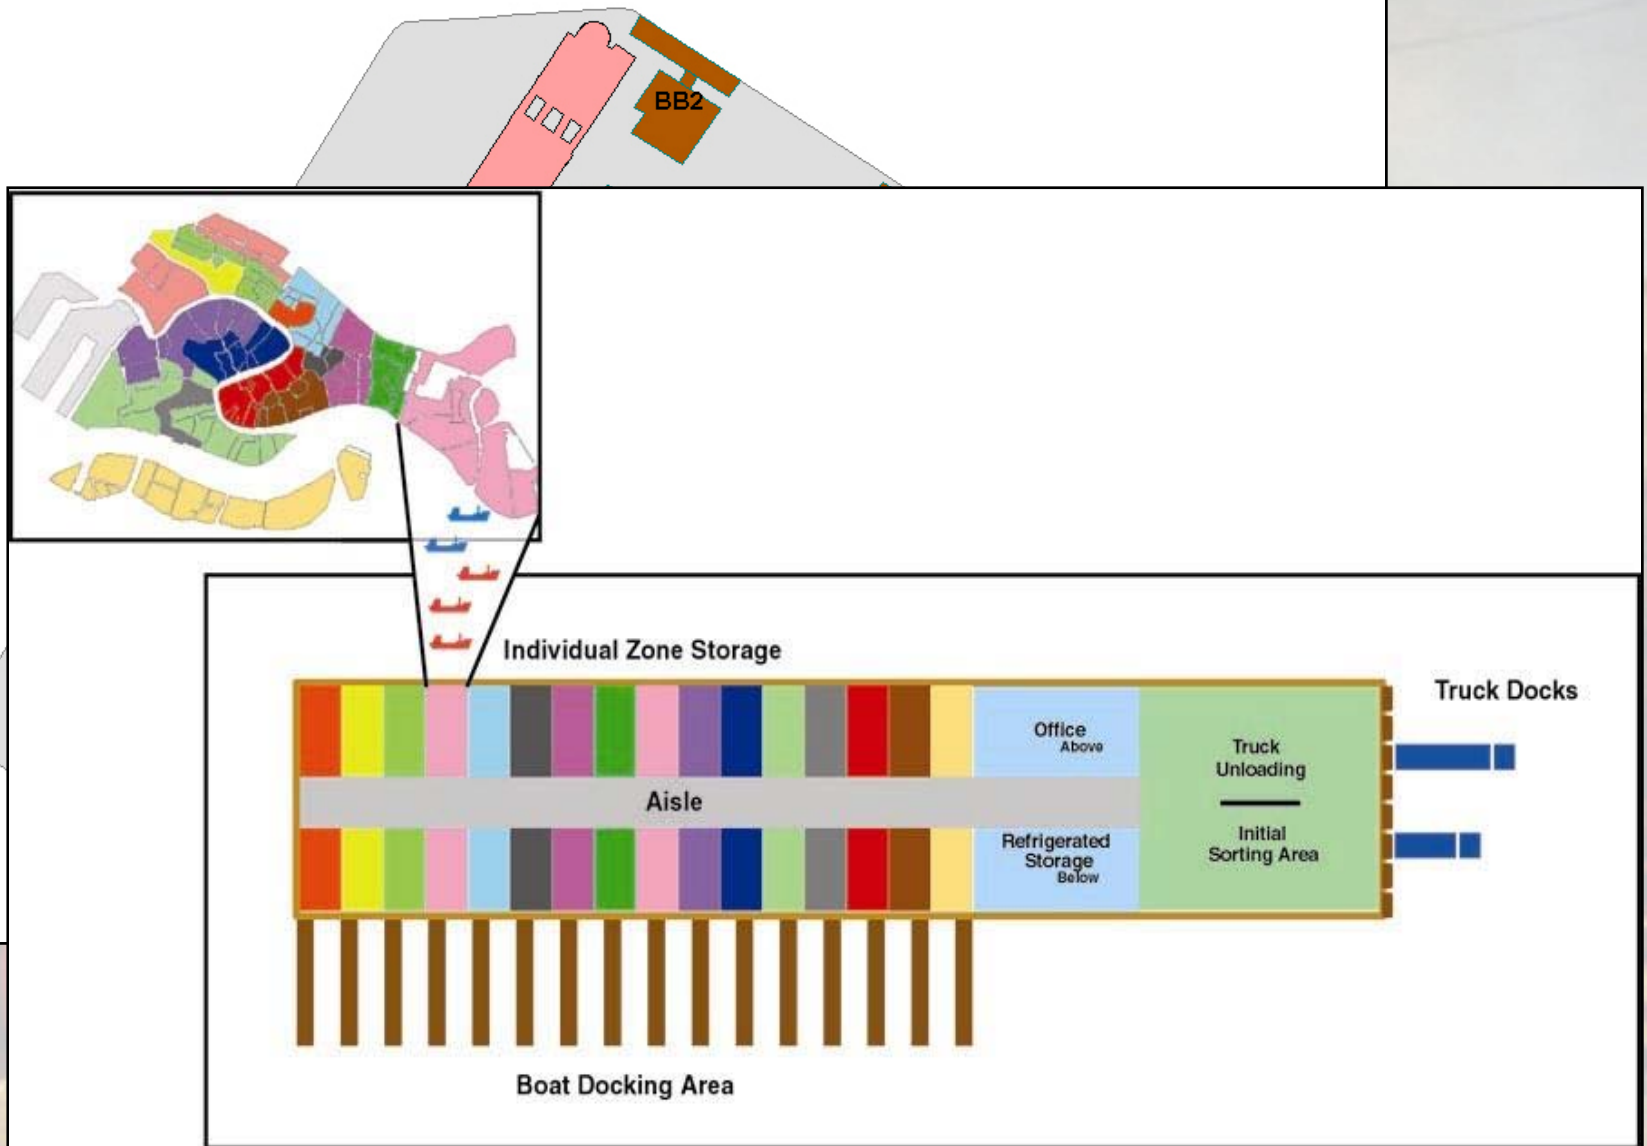 BB2
Individual Zone Storage
Truck Docks
Office
Above
Truck
Unloading
Aisle
Refrigerated
Storage
Below
Initial
Sorting Area
Boat Docking Area